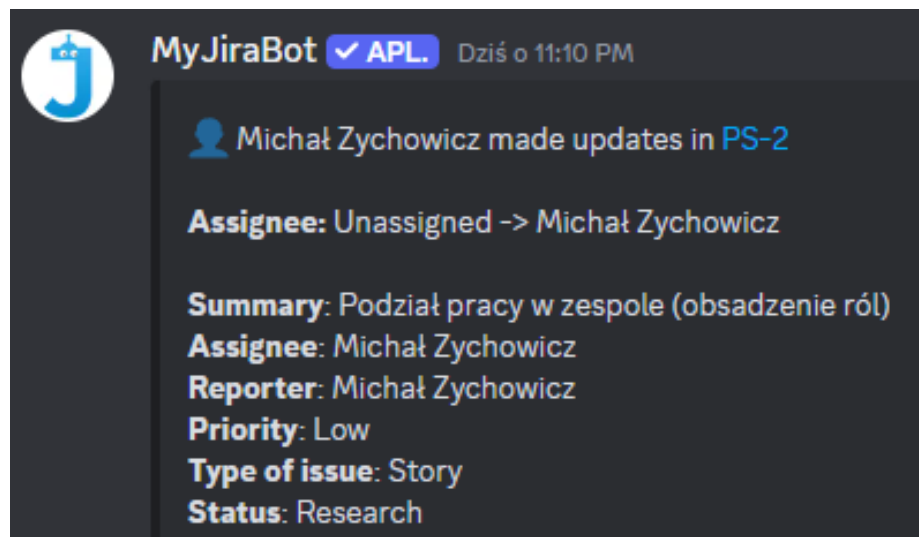 MyJiraBot ✓ APL. Dziś o 11:10 PM
Michał Zychowicz made updates in PS-2
Assignee: Unassigned -> Michał Zychowicz
Summary: Podział pracy w zespole (obsadzenie ról)
Assignee: Michał Zychowicz
Reporter: Michał Zychowicz
Priority: Low
Type of issue: Story
Status: Research